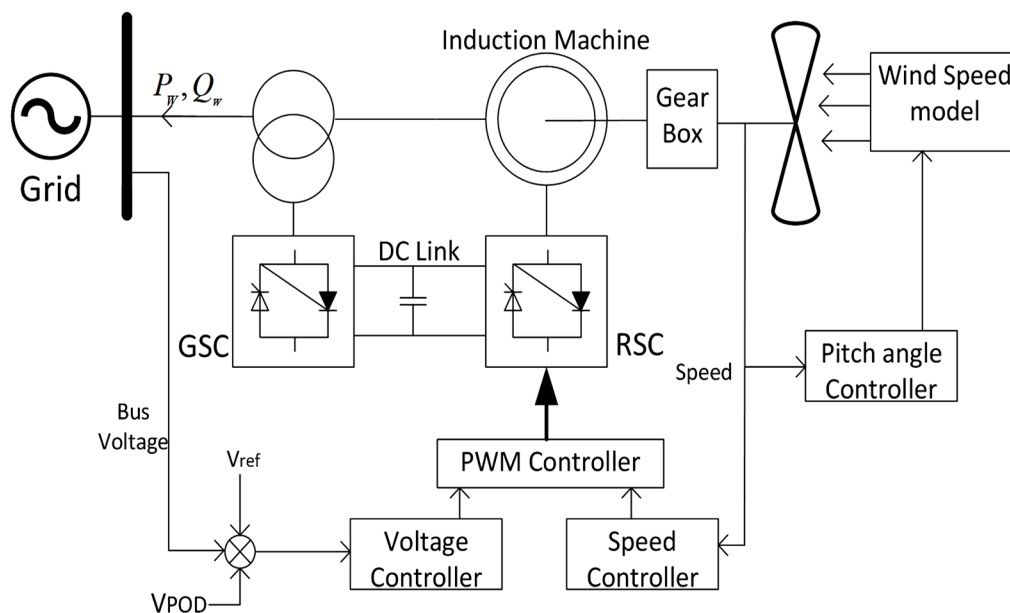 Induction Machine
P_W, Q_w
Gear
Box
Wind Speed
model
Grid
DC Link
GSC
RSC
Speed
Pitch angle
Controller
Bus
Voltage
Vref
PWM Controller
Voltage
Controller
Speed
Controller
VPOD